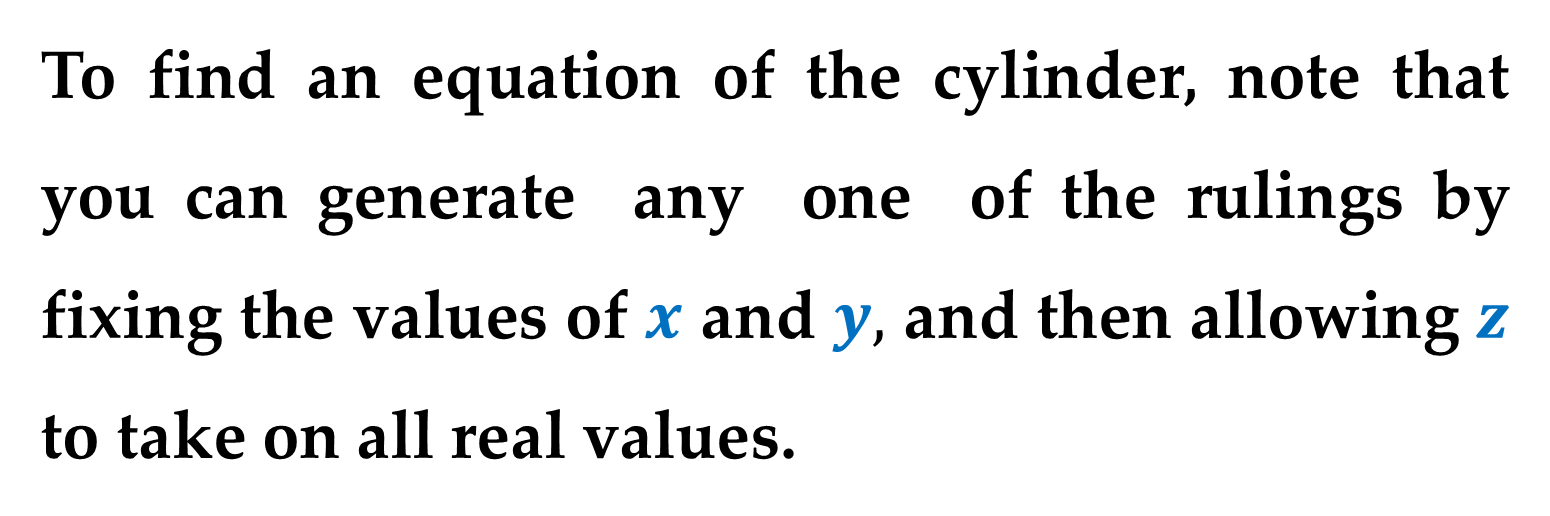 To find an equation of the cylinder, note that
you can generate any one of the rulings by
fixing the values of x and y, and then allowing z
to take on all real values.